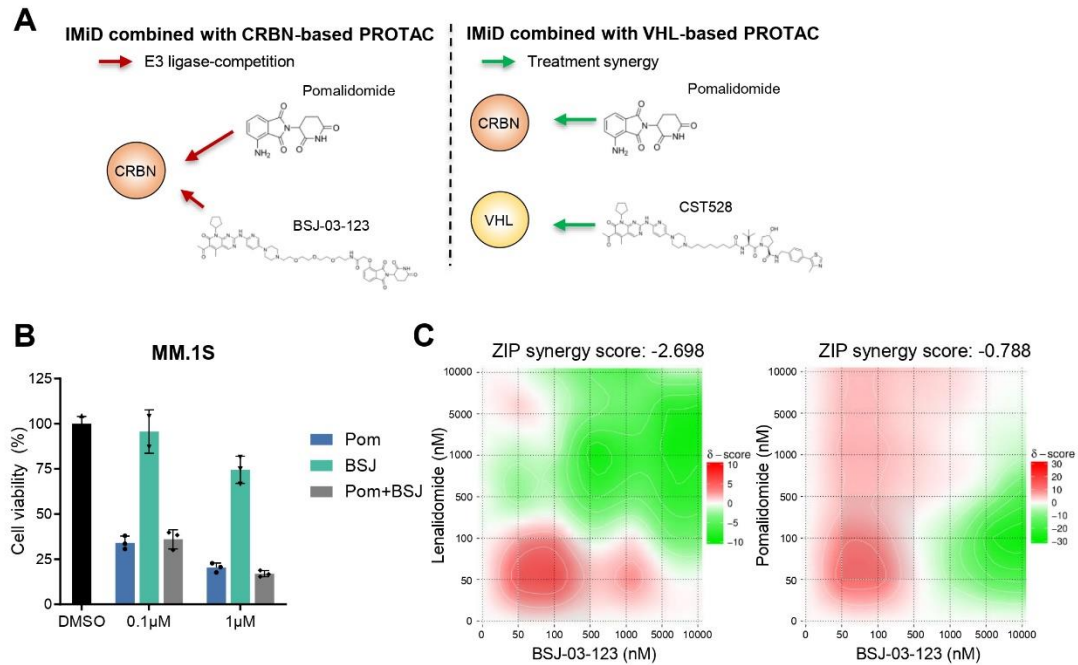 A
IMiD combined with CRBN-based PROTAC
E3 ligase-competition
Pomalidomide
CRBN
BSJ-03-123
IMiD combined with VHL-based PROTAC
Treatment synergy
Pomalidomide
CRBN
VHL
CST528
B
MM.1S
Cell viability (%)
125
100
75
50
25
0
DMSO 0.1µM 1µM
Pom
BSJ
Pom+BSJ
C
ZIP synergy score: -2.698
Lenalidomide (nM)
10000
5000
1000
500
100
50
0
0 50 100 500 1000 5000 10000
BSJ-03-123 (nM)
δ-score
10
5
0
-5
-10
ZIP synergy score: -0.788
Pomalidomide (nM)
10000
5000
1000
500
100
50
0
0 50 100 500 1000 5000 10000
BSJ-03-123 (nM)
δ-score
30
20
10
0
-10
-20
-30